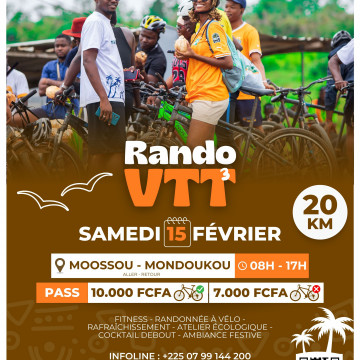 Rando
VTT3
20
KM
SAMEDI 15 FÉVRIER
MOOSSOU - MONDOUKOU
ALLER - RETOUR
08H - 17H
PASS 10.000 FCFA 7.000 FCFA
FITNESS - RANDONNÉE À VÉLO -
RAFRAÎCHISSEMENT - ATELIER ÉCOLOGIQUE -
COCKTAIL DEBOUT - AMBIANCE FESTIVE
INFOLINE : +225 07 99 144 200